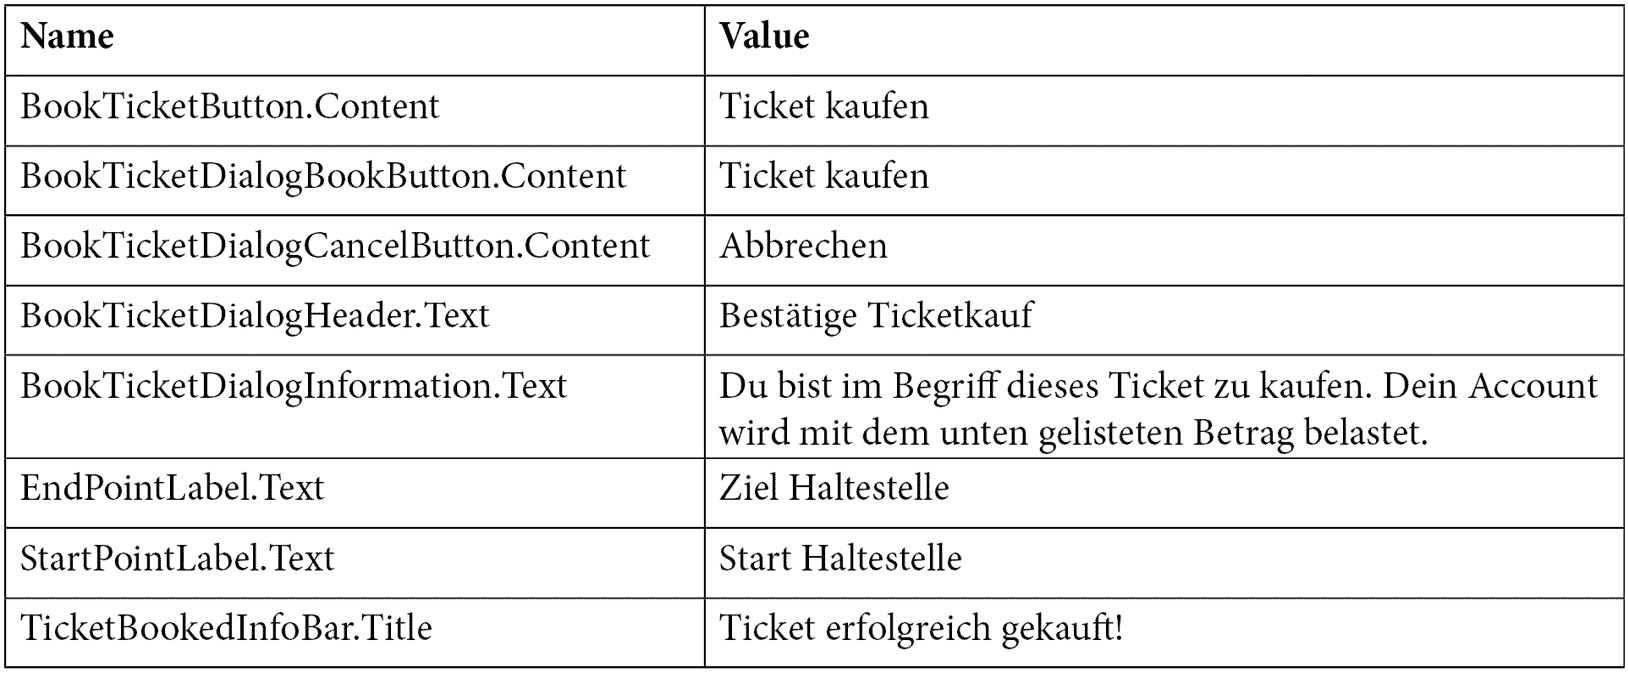 Name Value
BookTicketButton.Content Ticket kaufen
BookTicketDialogBookButton.Content Ticket kaufen
BookTicketDialogCancelButton.Content Abbrechen
BookTicketDialogHeader.Text Bestätige Ticketkauf
BookTicketDialogInformation.Text Du bist im Begriff dieses Ticket zu kaufen. Dein Account
wird mit dem unten gelisteten Betrag belastet.
EndPointLabel.Text Ziel Haltestelle
StartPointLabel.Text Start Haltestelle
TicketBookedInfoBar.Title Ticket erfolgreich gekauft!